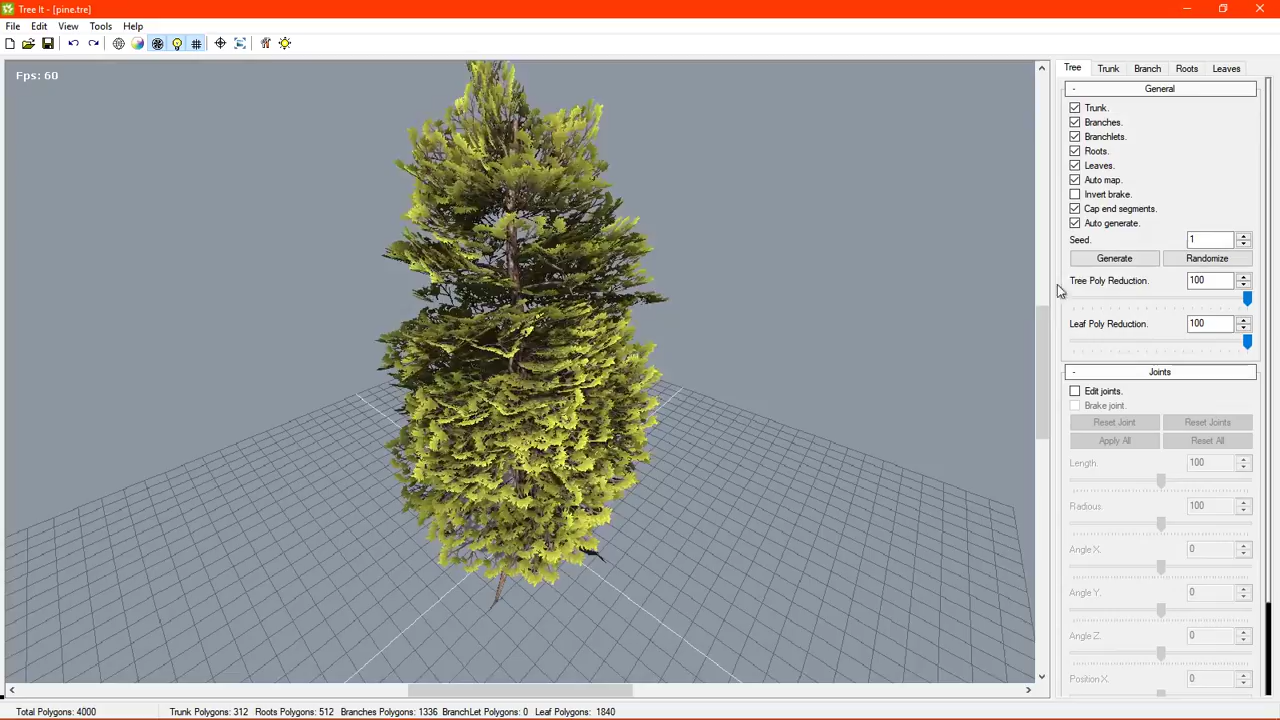 Tree It - [pine.tre]
File Edit View Tools Help
Fps: 60
Tree Trunk Branch Roots Leaves
- General
Trunk.
Branches.
Branchlets.
Roots.
Leaves.
Auto map.
Invert brake.
Cap end segments.
Auto generate.
Seed. 1
Generate Randomize
Tree Poly Reduction. 100
Leaf Poly Reduction. 100
- Joints
Edit joints.
Brake joint.
Reset Joint Reset Joints
Apply All Reset All
Length. 100
Radious. 100
Angle X. 0
Angle Y. 0
Angle Z. 0
Position X. 0
Total Polygons: 4000 Trunk Polygons: 312 Roots Polygons: 512 Branches Polygons: 1336 BranchLet Polygons: 0 Leaf Polygons: 1840